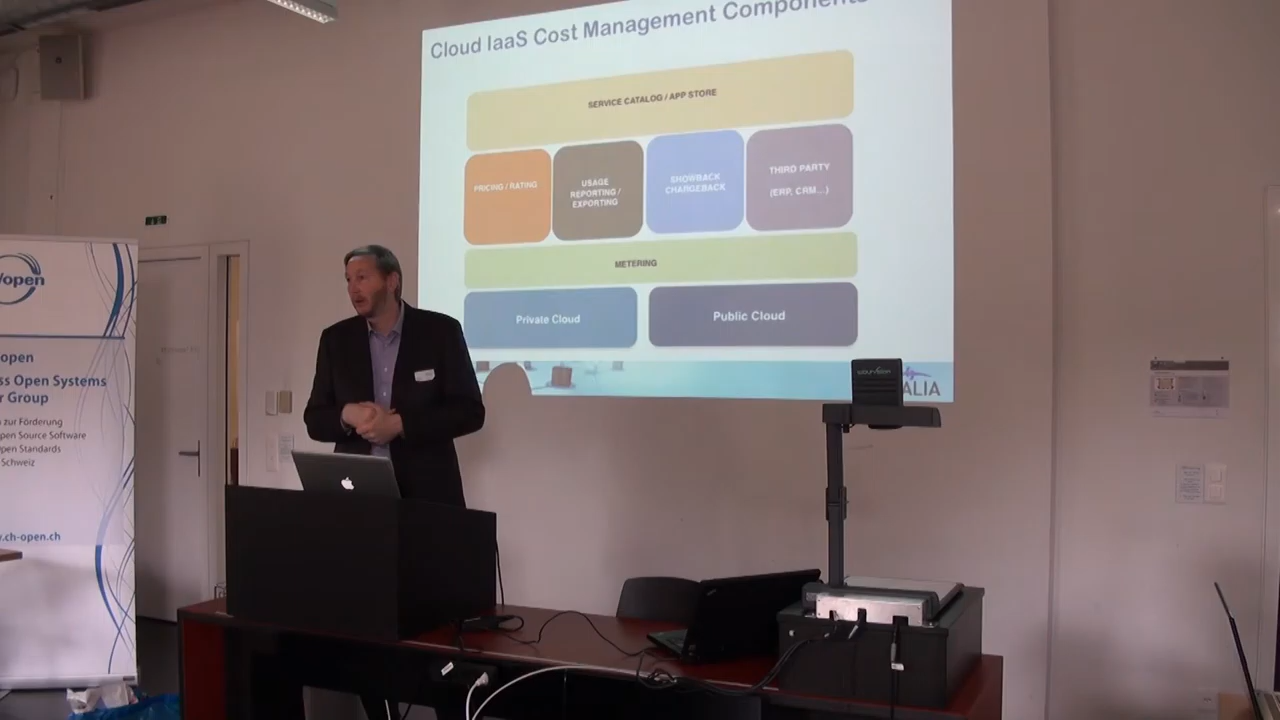 Cloud IaaS Cost Management Components
SERVICE CATALOG / APP STORE
PRICING / RATING
USAGE
REPORTING /
EXPORTING
SHOWBACK
CHARGEBACK
THIRD PARTY
(ERP, CRM...)
METERING
Private Cloud
Public Cloud
ALIA
/open
open
ss Open Systems
r Group
zur Förderung
pen Source Software
pen Standards
Schweiz
.ch-open.ch